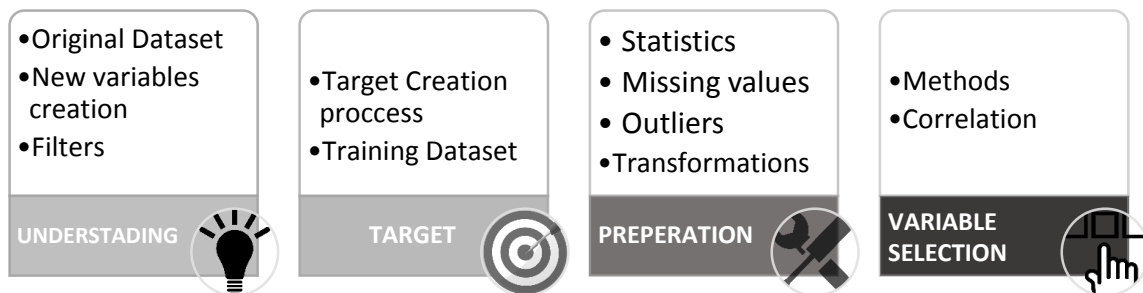 •Original Dataset
•New variables
creation
•Filters
UNDERSTADING
•Target Creation
proccess
•Training Dataset
TARGET
• Statistics
• Missing values
• Outliers
•Transformations
PREPERATION
•Methods
•Correlation
VARIABLE
SELECTION